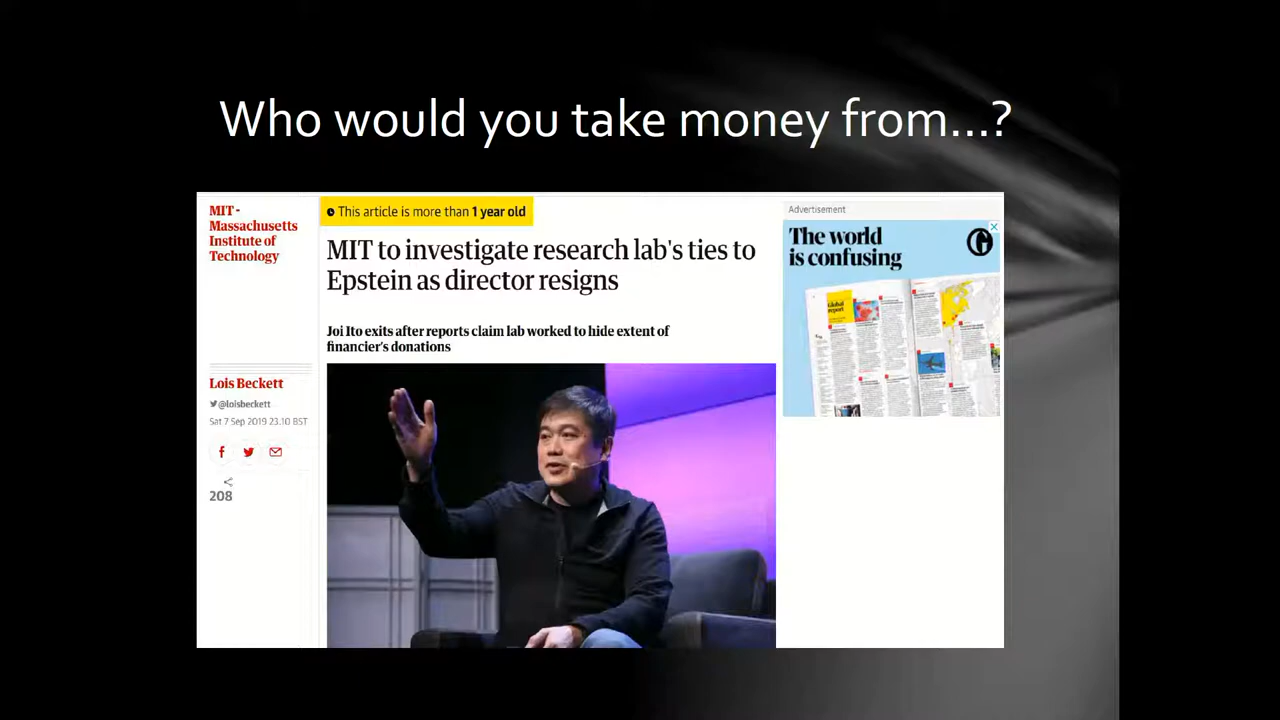 Who would you take money from...?
MIT -
Massachusetts
Institute of
Technology
This article is more than 1 year old
MIT to investigate research lab's ties to
Epstein as director resigns
Joi Ito exits after reports claim lab worked to hide extent of
financier's donations
Lois Beckett
@loisbeckett
Sat 7 Sep 2019 23.10 BST
208
Advertisement
The world
is confusing
Global
report